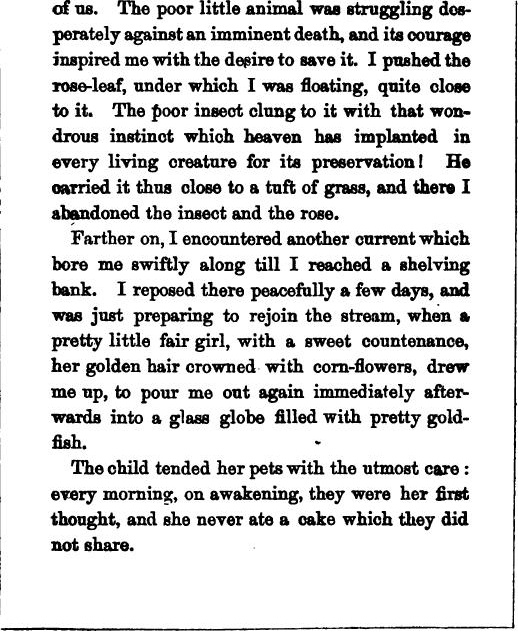 of us. The poor little animal was struggling des-
perately against an imminent death, and its courage
inspired me with the desire to save it. I pushed the
rose-leaf, under which I was floating, quite close
to it. The poor insect clung to it with that won-
drous instinct which heaven has implanted in
every living creature for its preservation! He
carried it thus close to a tuft of grass, and there I
abandoned the insect and the rose.
Farther on, I encountered another current which
bore me swiftly along till I reached a shelving
bank. I reposed there peacefully a few days, and
was just preparing to rejoin the stream, when a
pretty little fair girl, with a sweet countenance,
her golden hair crowned with corn-flowers, drew
me up, to pour me out again immediately after-
wards into a glass globe filled with pretty gold-
fish.
The child tended her pets with the utmost care :
every morning, on awakening, they were her first
thought, and she never ate a cake which they did
not share.